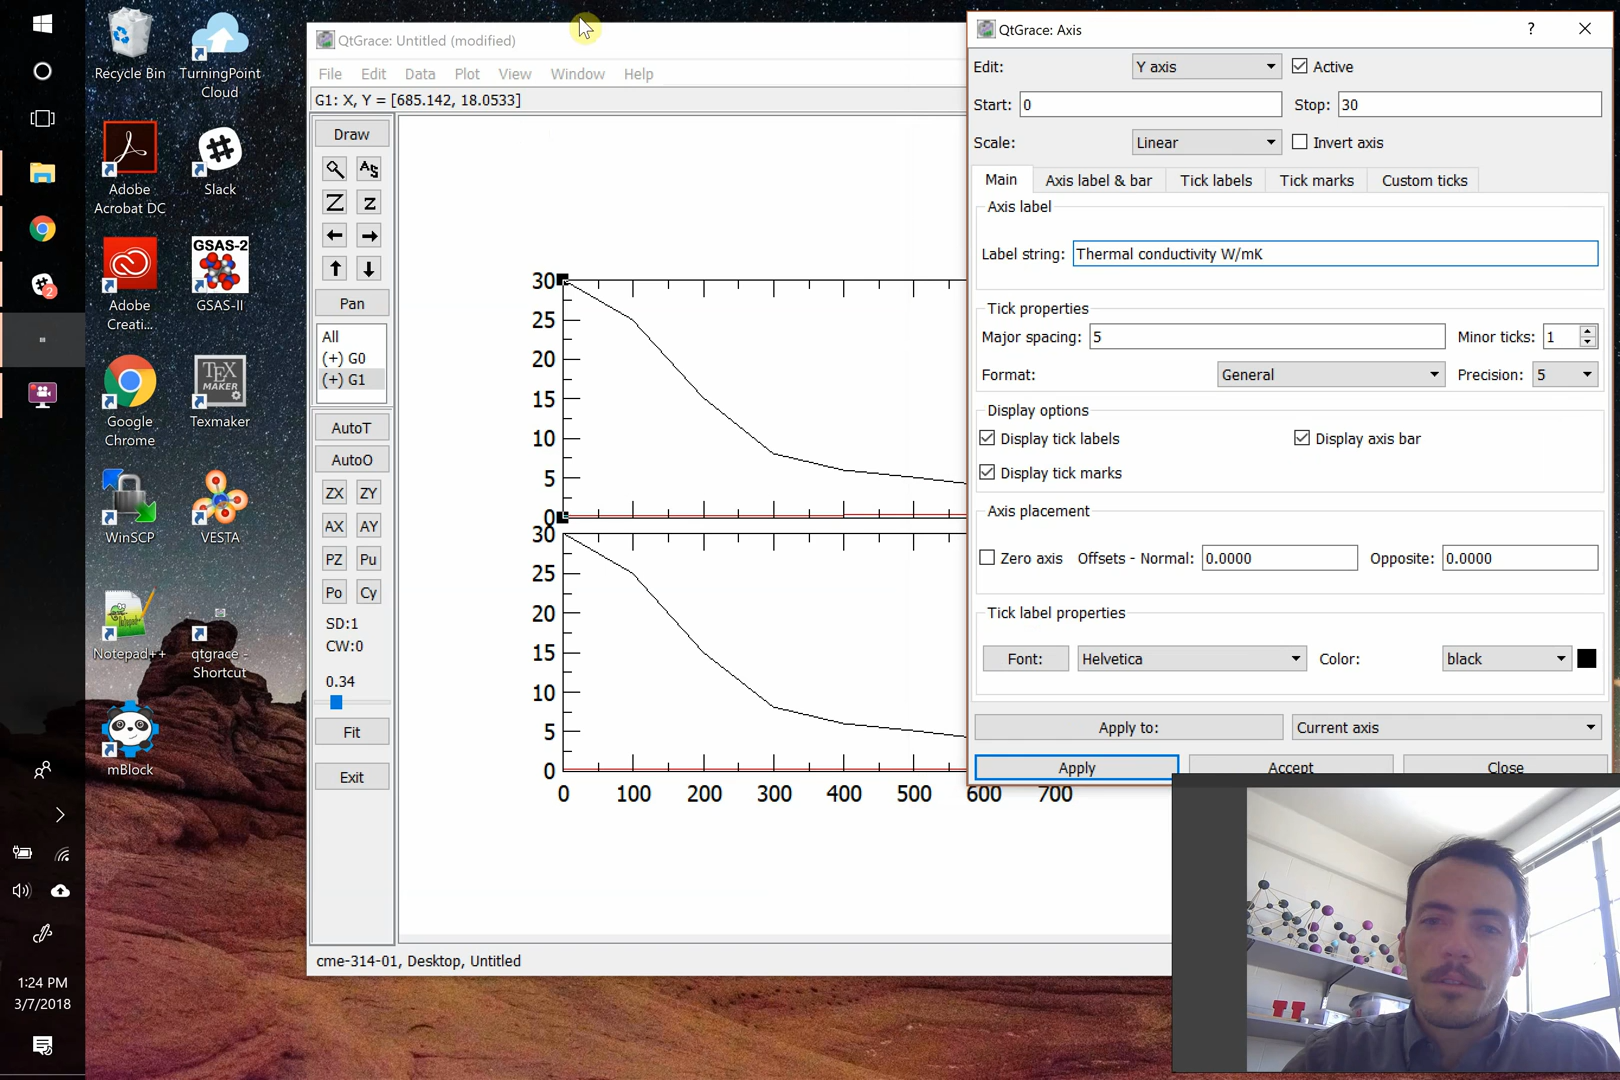 Recycle Bin
TurningPoint Cloud
Adobe Acrobat DC
Slack
Adobe Creati...
GSAS-2
GSAS-II
Google Chrome
TEX MAKER
Texmaker
WinSCP
VESTA
Notepad++
qtgrace - Shortcut
mBlock
2
1:24 PM
3/7/2018
QtGrace: Untitled (modified)
File Edit Data Plot View Window Help
G1: X, Y = [685.142, 18.0533]
Draw
AS
Z z
Pan
All
(+) G0
(+) G1
AutoT
AutoO
ZX ZY
AX AY
PZ Pu
Po Cy
SD:1
CW:0
0.34
Fit
Exit
30
25
20
15
10
5
0
30
25
20
15
10
5
0
0 100 200 300 400 500 600 700
cme-314-01, Desktop, Untitled
QtGrace: Axis ?
Edit: Y axis Active
Start: 0 Stop: 30
Scale: Linear Invert axis
Main Axis label & bar Tick labels Tick marks Custom ticks
Axis label
Label string: Thermal conductivity W/mK
Tick properties
Major spacing: 5 Minor ticks: 1
Format: General Precision: 5
Display options
Display tick labels Display axis bar
Display tick marks
Axis placement
Zero axis Offsets - Normal: 0.0000 Opposite: 0.0000
Tick label properties
Font: Helvetica Color: black
Apply to: Current axis
Apply Accept Close